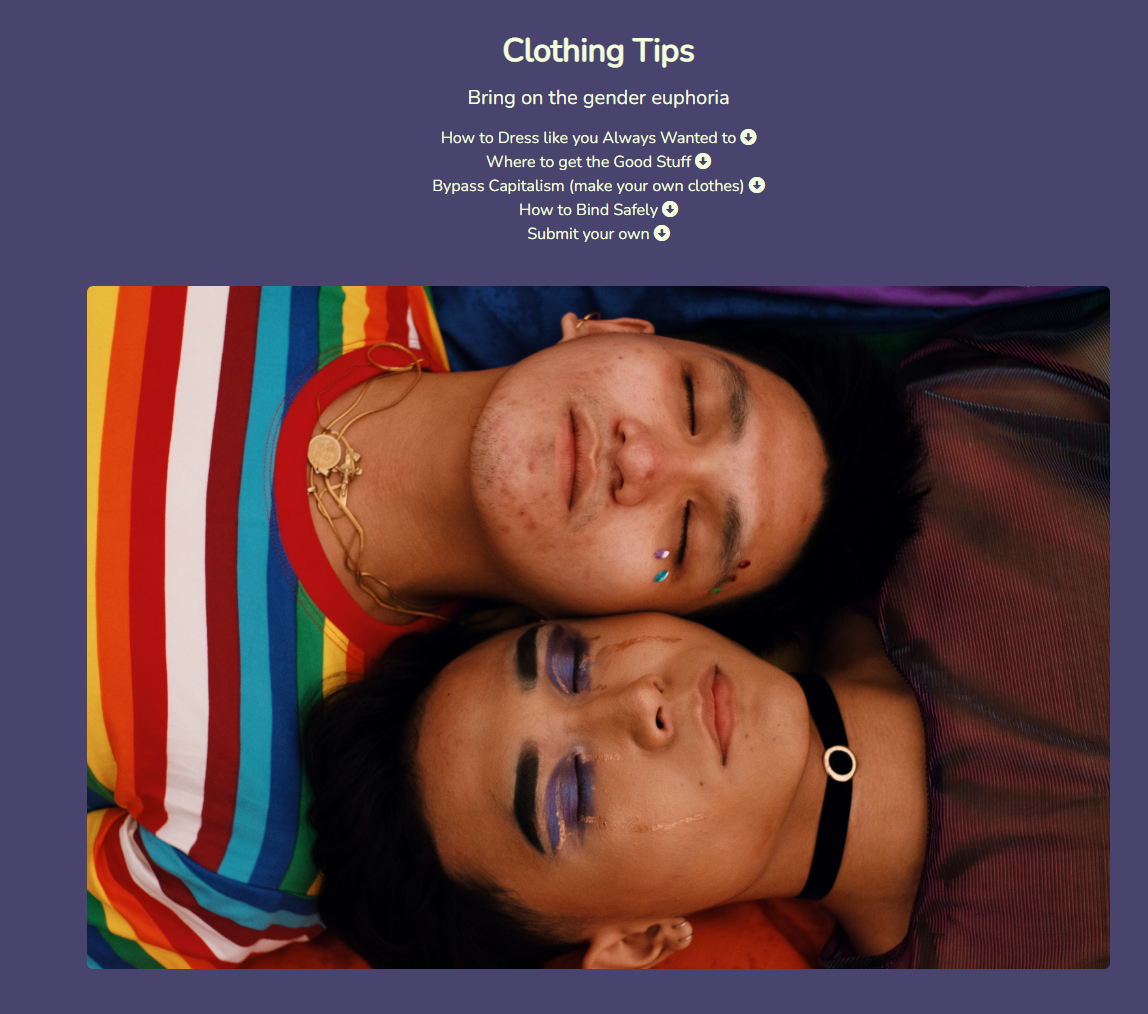 Clothing Tips
Bring on the gender euphoria
How to Dress like you Always Wanted to
Where to get the Good Stuff
Bypass Capitalism (make your own clothes)
How to Bind Safely
Submit your own